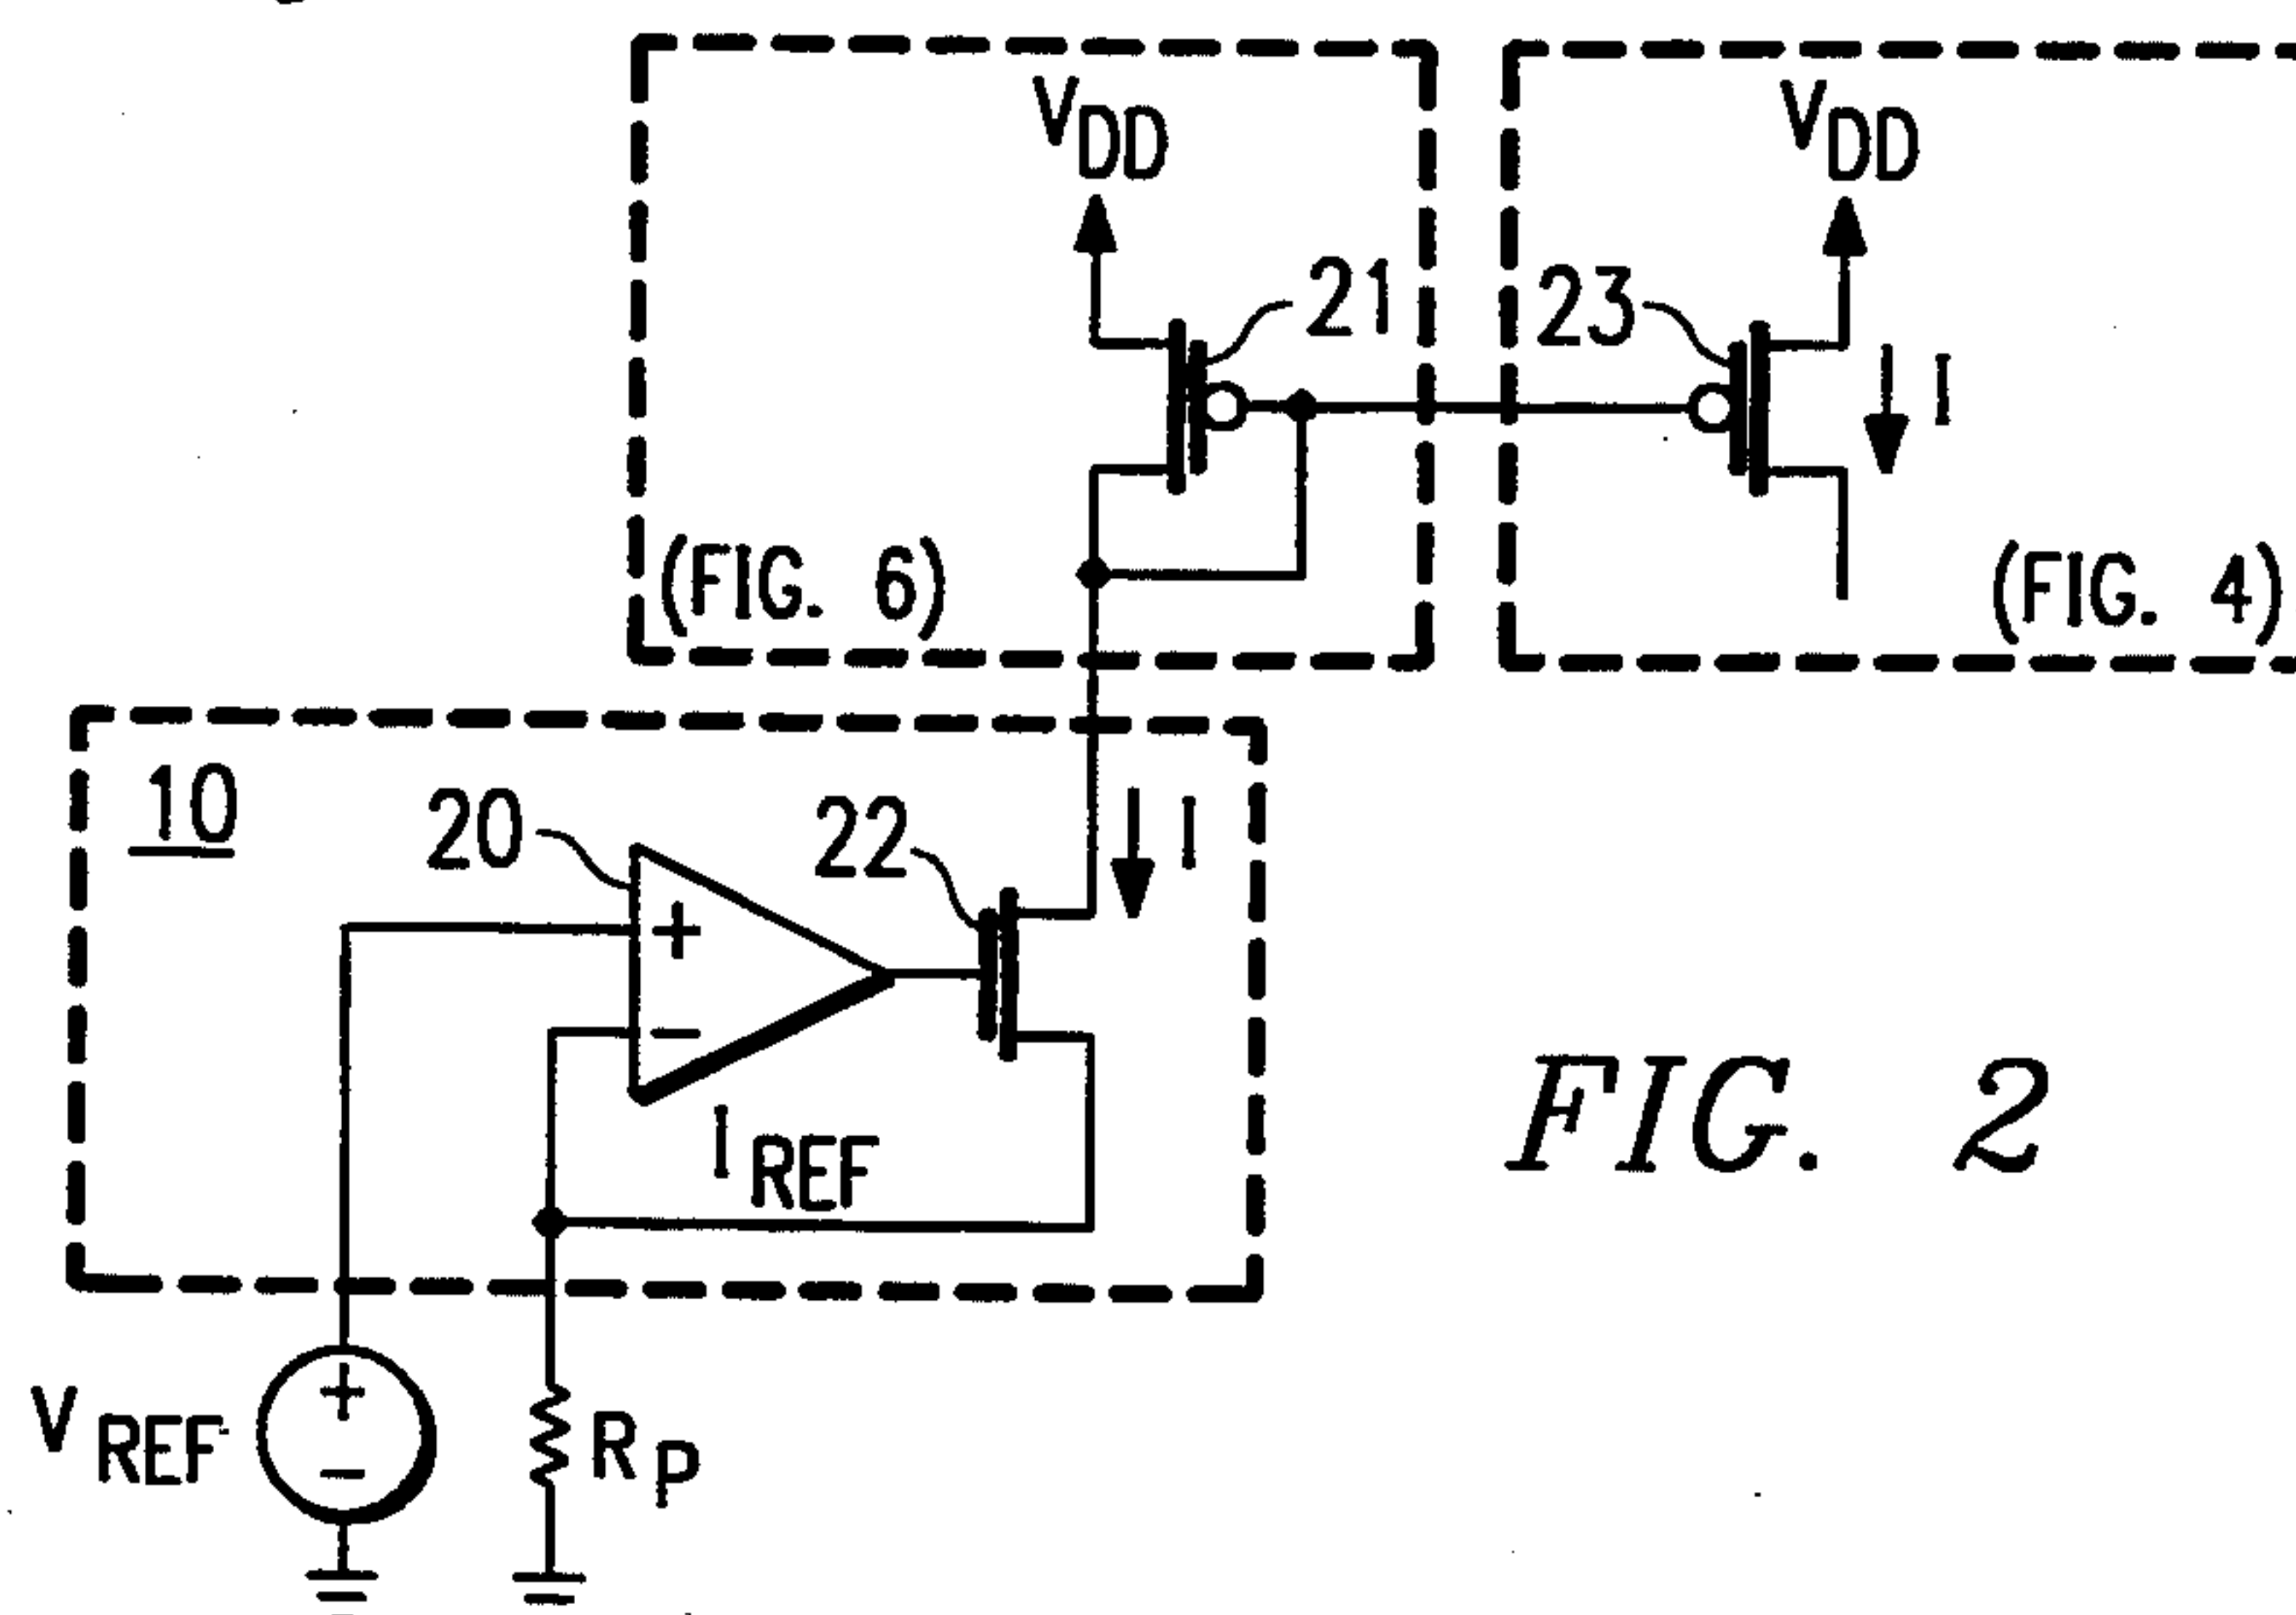 VDD
VDD
21
23
I
(FIG. 6)
(FIG. 4)
10
20
22
I
+
−
IREF
FIG. 2
VREF
+
−
RP